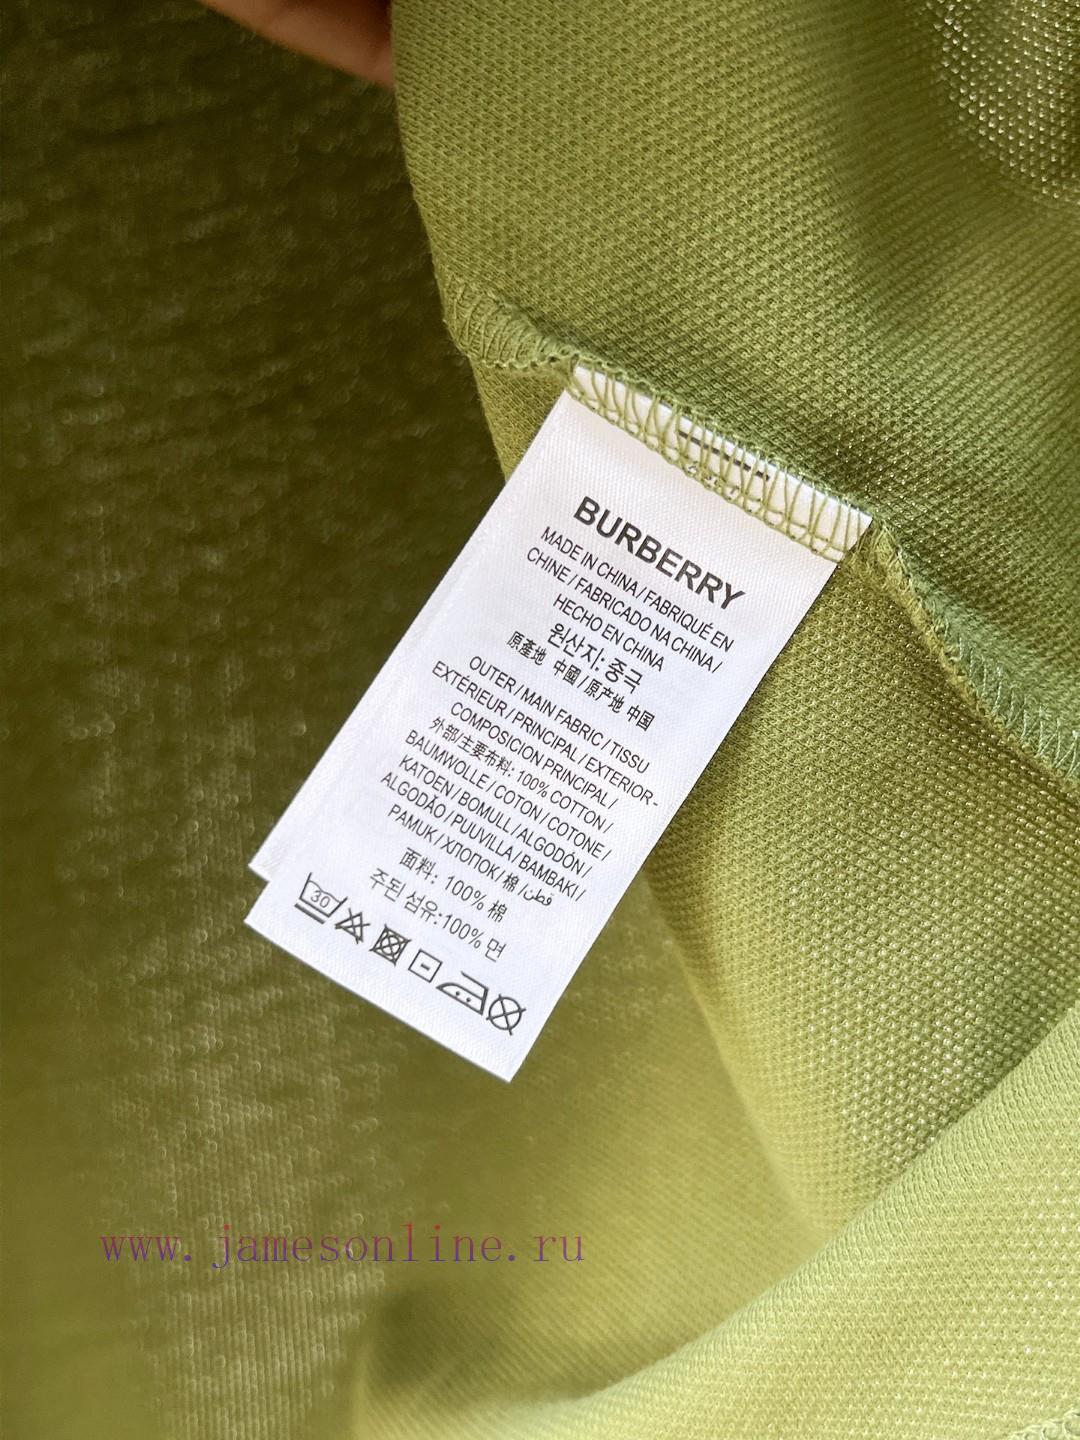 BURBERRY
MADE IN CHINA / FABRIQUÉ EN
CHINE / FABRICADO NA CHINA /
HECHO EN CHINA
원산지: 중국
原產地 中國 / 原产地 中国
OUTER / MAIN FABRIC / TISSU
EXTÉRIEUR / PRINCIPAL / EXTERIOR -
COMPOSICION PRINCIPAL /
外部/主要布料: 100% COTTON /
BAUMWOLLE / COTON / COTONE /
KATOEN / BOMULL / ALGODÓN /
ALGODÃO / PUUVILLA / BAMBAKI /
PAMUK / ХЛОПОК / 棉 /قطن
面料: 100% 棉
주된 섬유:100% 면
30
www.jamesonline.ru